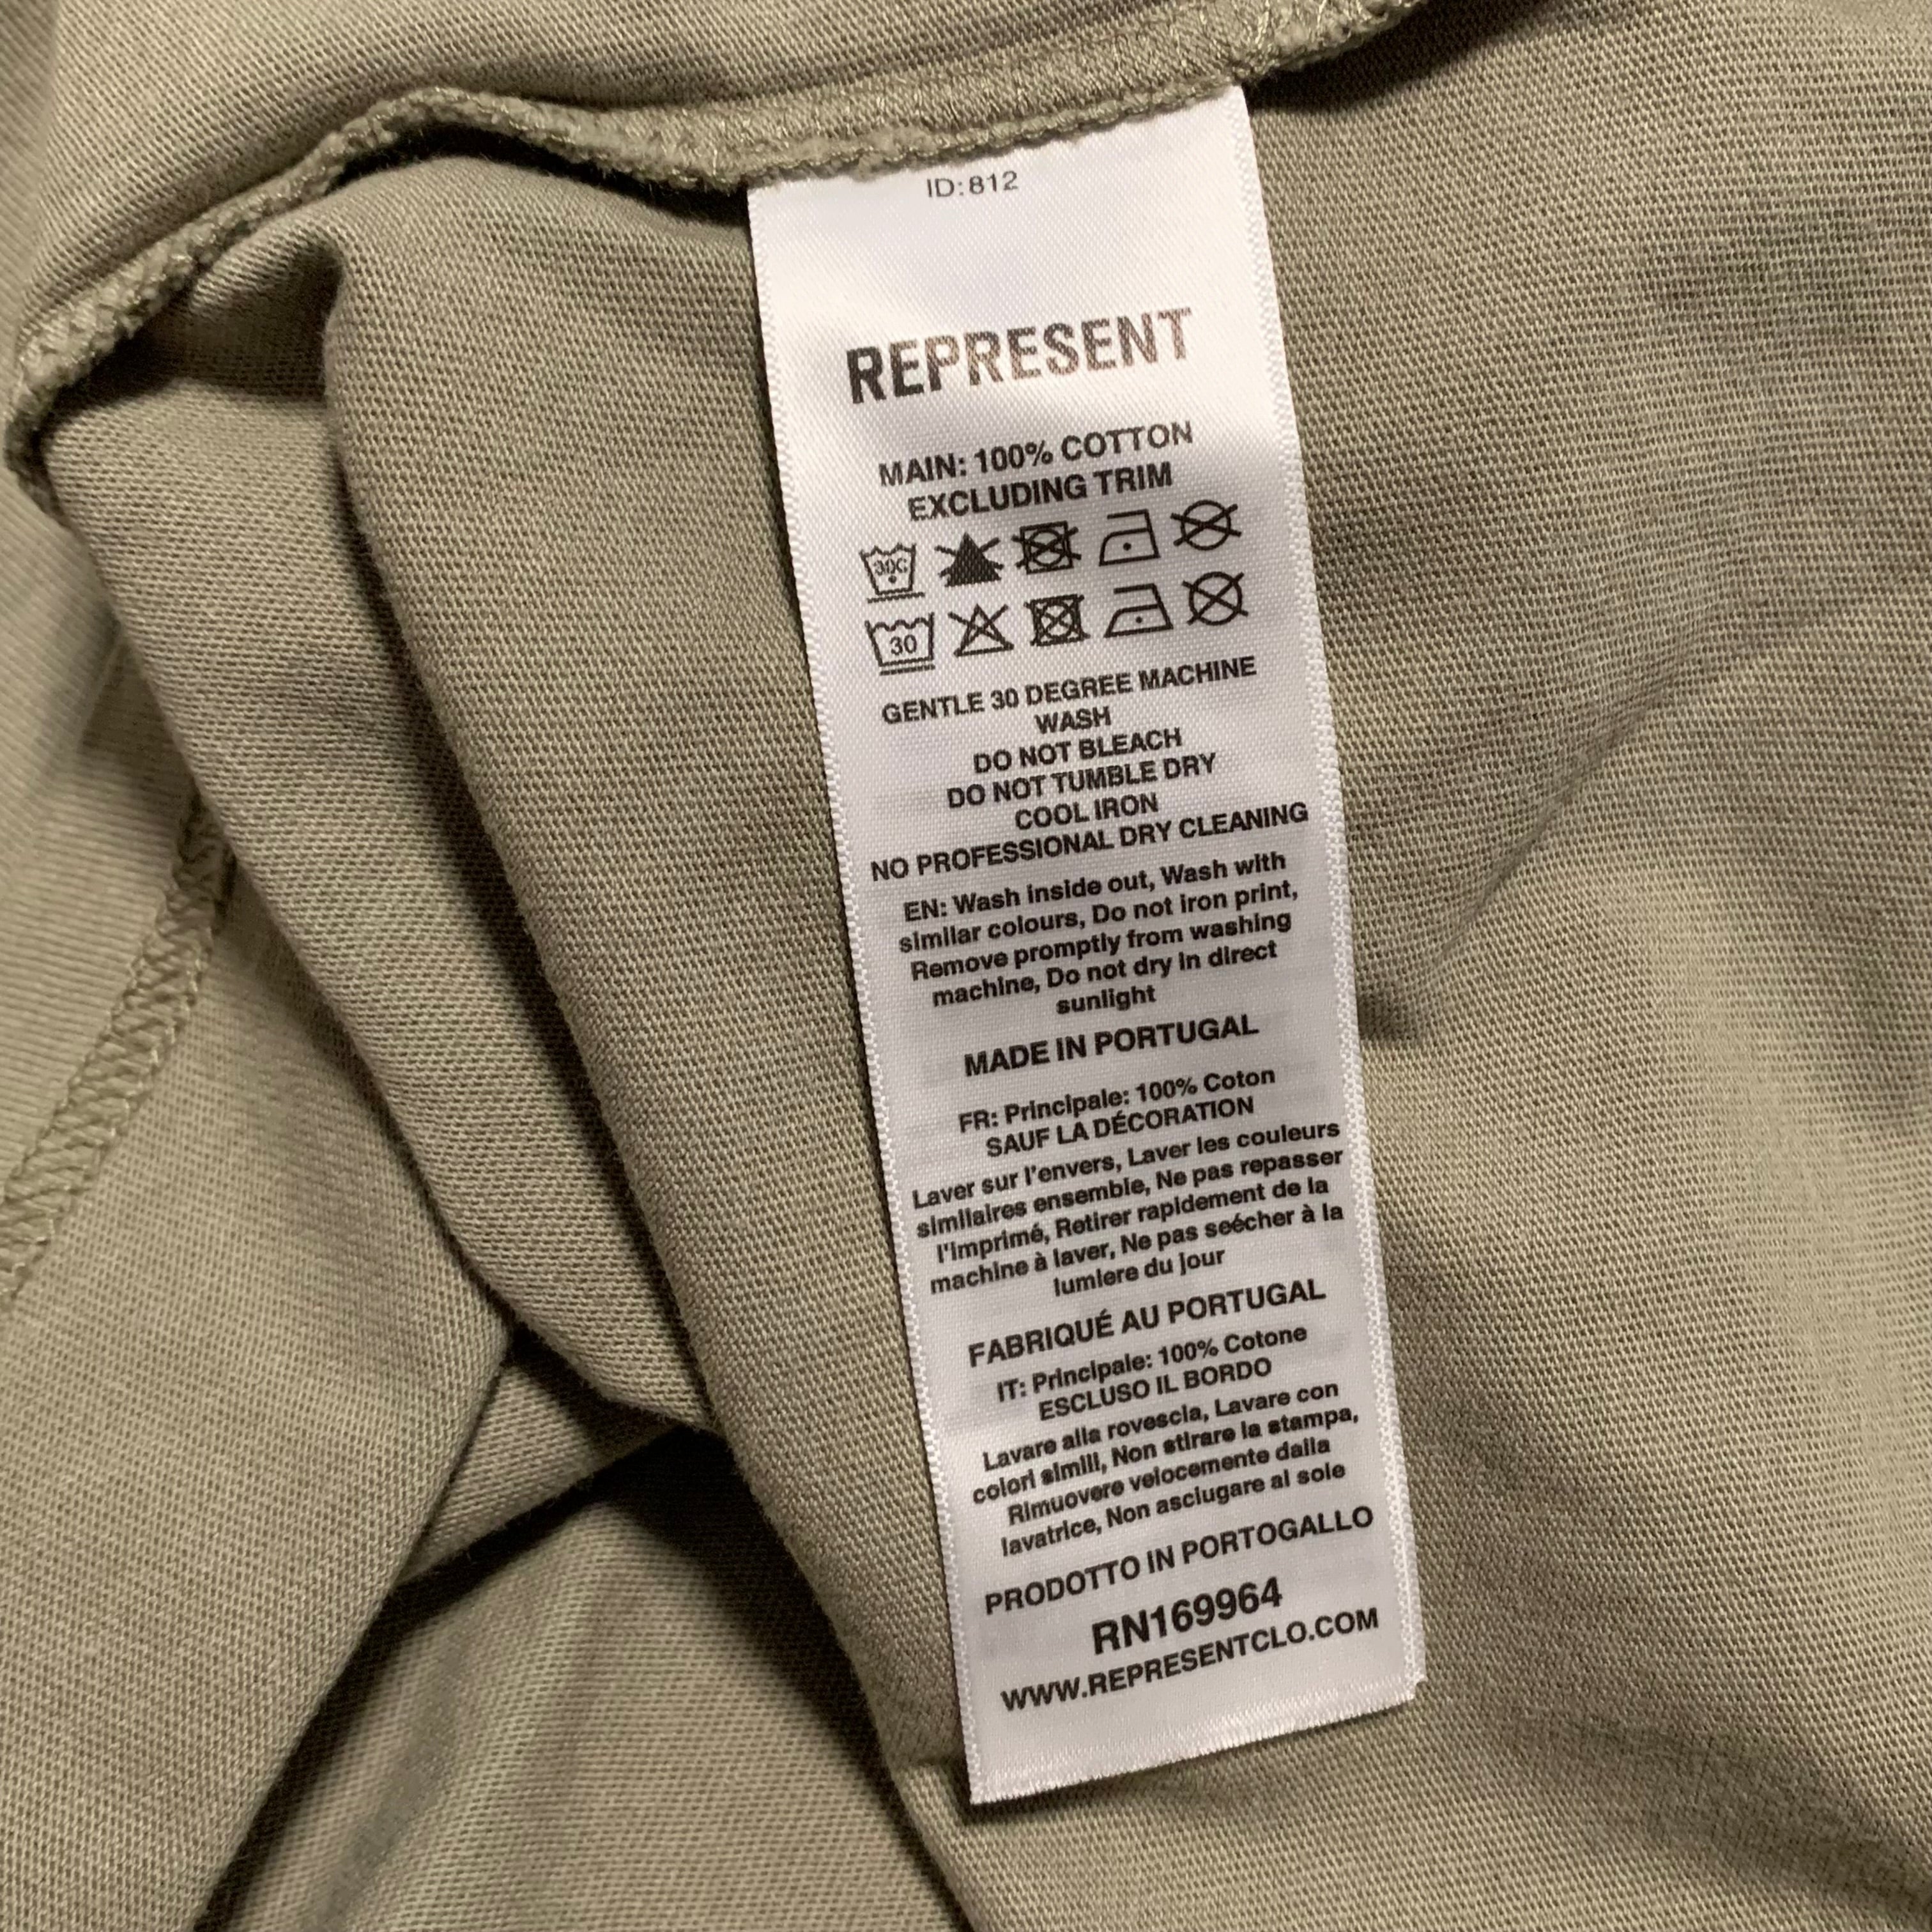 ID:812
REPRESENT
MAIN: 100% COTTON
EXCLUDING TRIM
30C
30
GENTLE 30 DEGREE MACHINE
WASH
DO NOT BLEACH
DO NOT TUMBLE DRY
COOL IRON
NO PROFESSIONAL DRY CLEANING
EN: Wash inside out, Wash with
similar colours, Do not iron print,
Remove promptly from washing
machine, Do not dry in direct
sunlight
MADE IN PORTUGAL
FR: Principale: 100% Coton
SAUF LA DÉCORATION
Laver sur l'envers, Laver les couleurs
similaires ensemble, Ne pas repasser
l'imprimé, Retirer rapidement de la
machine à laver, Ne pas seécher à la
lumiere du jour
FABRIQUÉ AU PORTUGAL
IT: Principale: 100% Cotone
ESCLUSO IL BORDO
Lavare alla rovescia, Lavare con
colori simili, Non stirare la stampa,
Rimuovere velocemente dalla
lavatrice, Non asciugare al sole
PRODOTTO IN PORTOGALLO
RN169964
WWW.REPRESENTCLO.COM